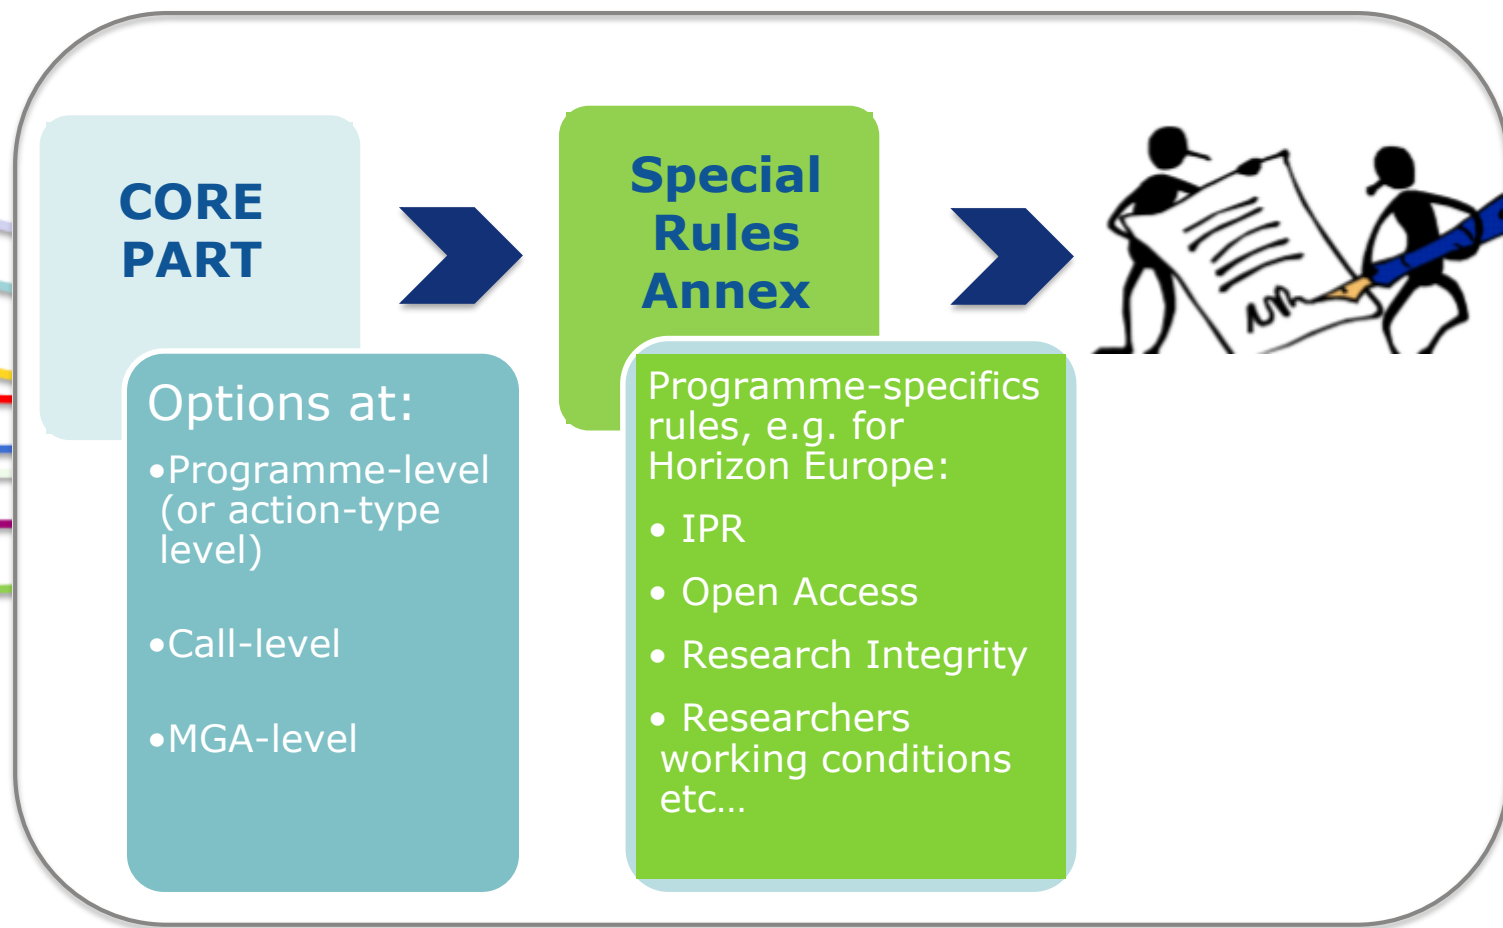 CORE
PART
Options at:
•Programme-level
(or action-type
level)
•Call-level
•MGA-level
Special
Rules
Annex
Programme-specifics
rules, e.g. for
Horizon Europe:
• IPR
• Open Access
• Research Integrity
• Researchers
working conditions
etc…